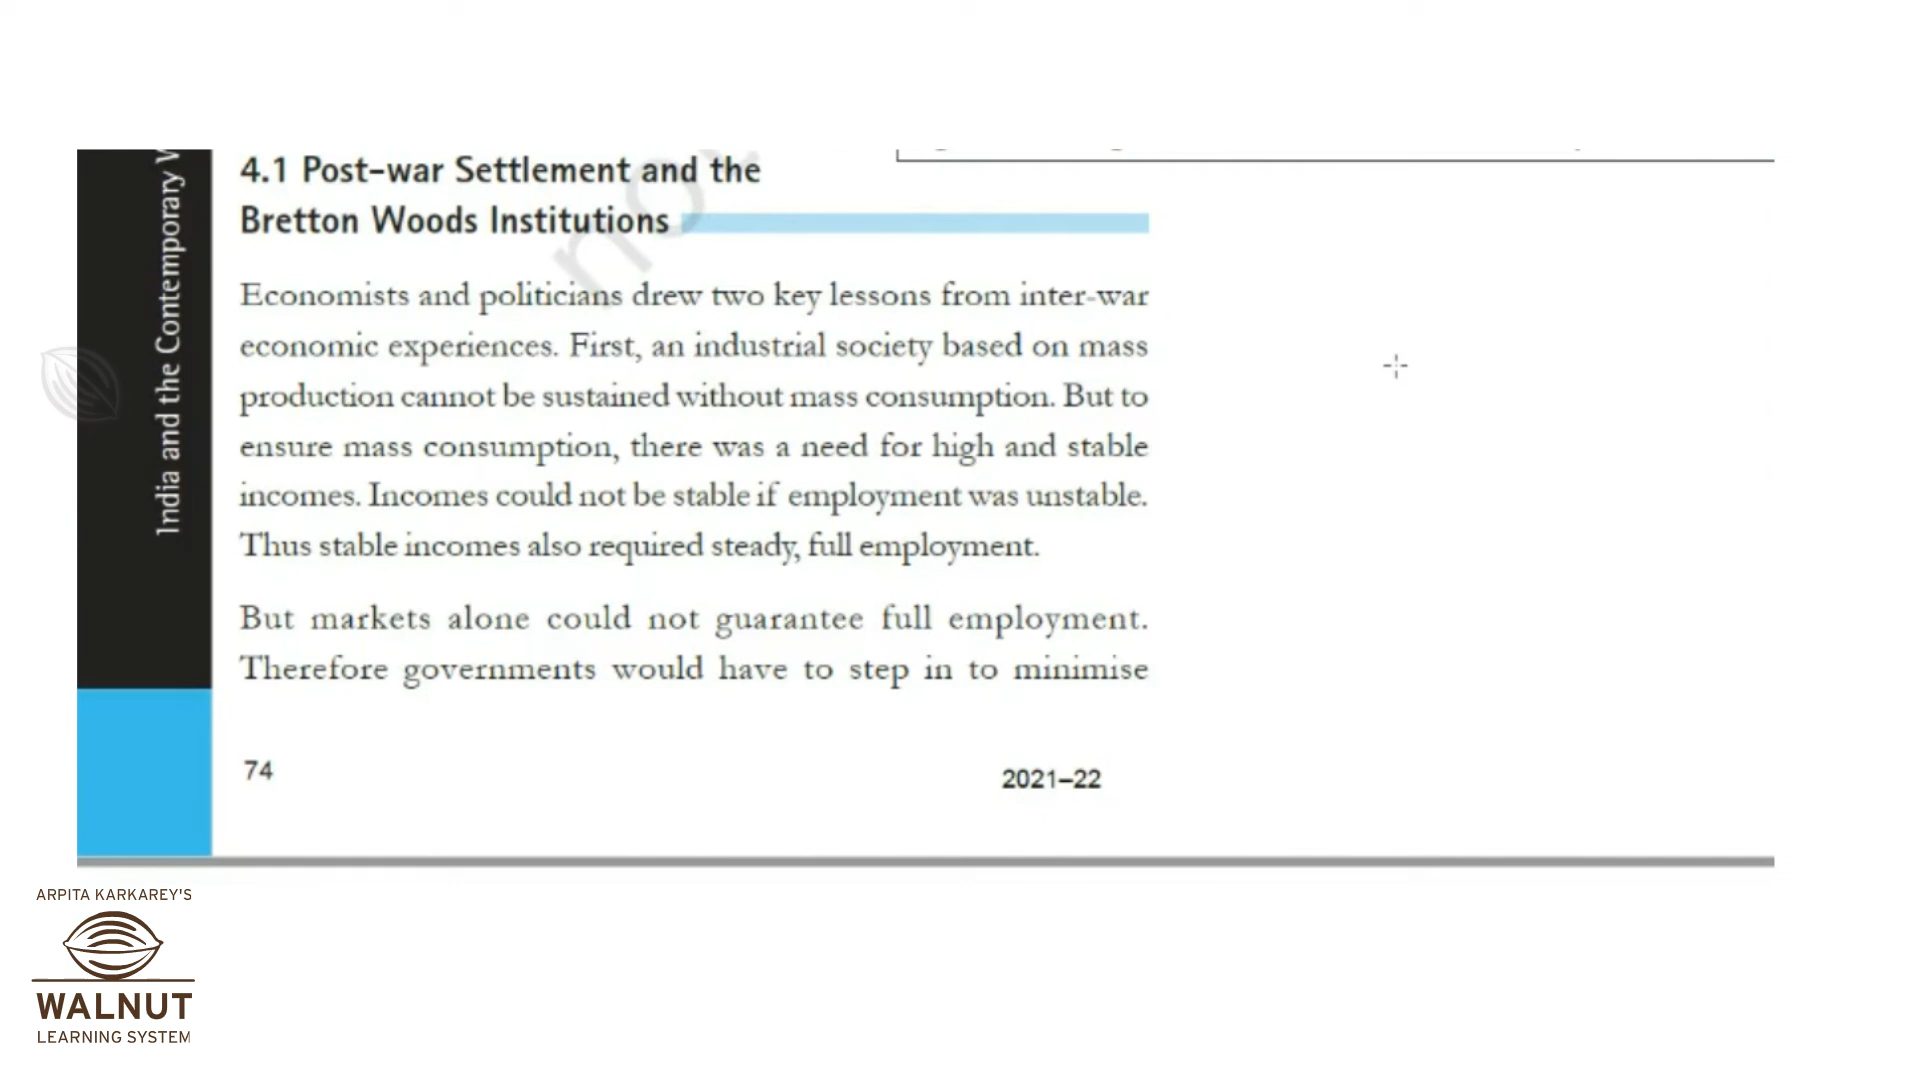 India and the Contemporary
4.1 Post-war Settlement and the
Bretton Woods Institutions
Economists and politicians drew two key lessons from inter-war
economic experiences. First, an industrial society based on mass
production cannot be sustained without mass consumption. But to
ensure mass consumption, there was a need for high and stable
incomes. Incomes could not be stable if employment was unstable.
Thus stable incomes also required steady, full employment.
But markets alone could not guarantee full employment.
Therefore governments would have to step in to minimise
74
2021–22
ARPITA KARKAREY'S
WALNUT
LEARNING SYSTEM